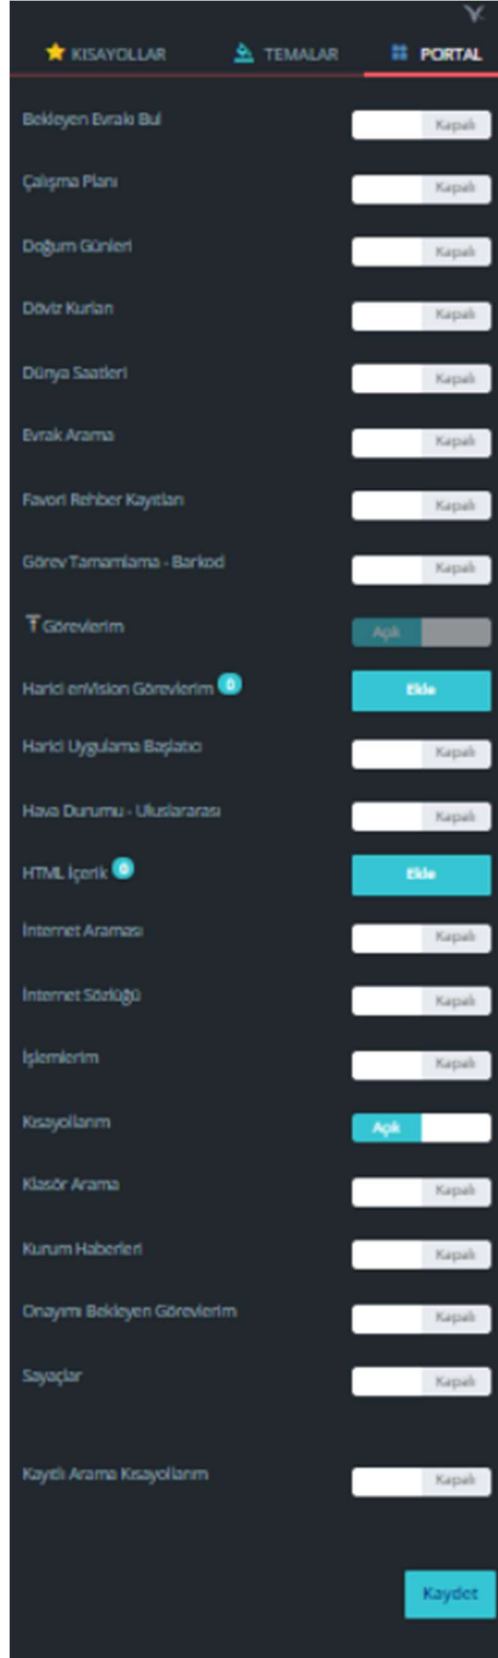 KISAYOLLAR TEMALAR PORTAL
Bekleyen Evrakı Bul Kapalı
Çalışma Planı Kapalı
Doğum Günleri Kapalı
Döviz Kurları Kapalı
Dünya Saatleri Kapalı
Evrak Arama Kapalı
Favori Rehber Kayıtları Kapalı
Görev Tamamlama - Barkod Kapalı
Görevlerim Açık
Harici enVision Görevlerim 0 Ekle
Harici Uygulama Başlatıcı Kapalı
Hava Durumu - Uluslararası Kapalı
HTML İçerik 0 Ekle
İnternet Araması Kapalı
İnternet Sözlüğü Kapalı
İşlemlerim Kapalı
Kısayollarım Açık
Klasör Arama Kapalı
Kurum Haberleri Kapalı
Onayımı Bekleyen Görevlerim Kapalı
Sayaçlar Kapalı
Kayıtlı Arama Kısayollarım Kapalı
Kaydet